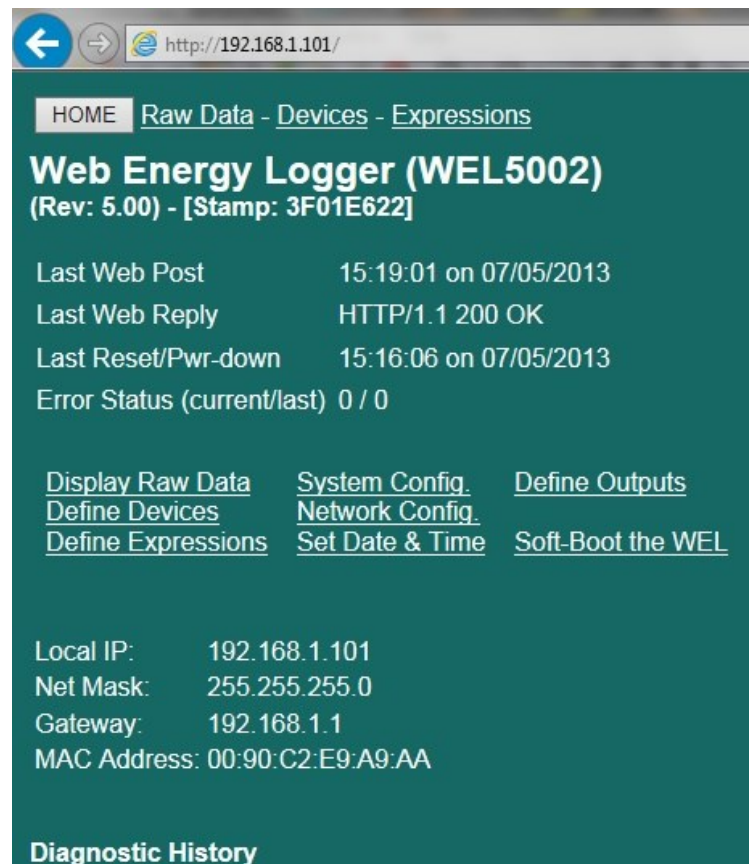 http://192.168.1.101/
HOME Raw Data - Devices - Expressions
Web Energy Logger (WEL5002)
(Rev: 5.00) - [Stamp: 3F01E622]
Last Web Post 15:19:01 on 07/05/2013
Last Web Reply HTTP/1.1 200 OK
Last Reset/Pwr-down 15:16:06 on 07/05/2013
Error Status (current/last) 0 / 0
Display Raw Data System Config. Define Outputs
Define Devices Network Config.
Define Expressions Set Date & Time Soft-Boot the WEL
Local IP: 192.168.1.101
Net Mask: 255.255.255.0
Gateway: 192.168.1.1
MAC Address: 00:90:C2:E9:A9:AA
Diagnostic History